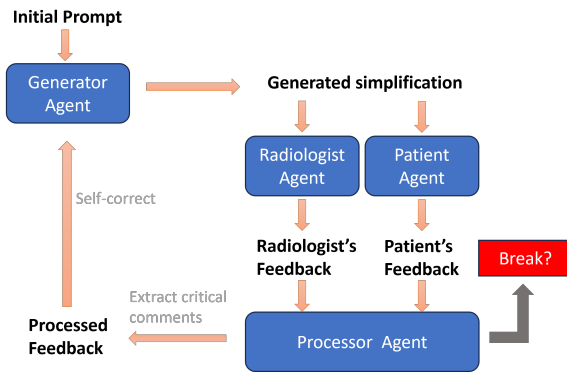 Initial Prompt
Generator
Agent
Generated simplification
Radiologist
Agent
Patient
Agent
Self-correct
Radiologist's
Feedback
Patient's
Feedback
Break?
Extract critical
comments
Processed
Feedback
Processor Agent